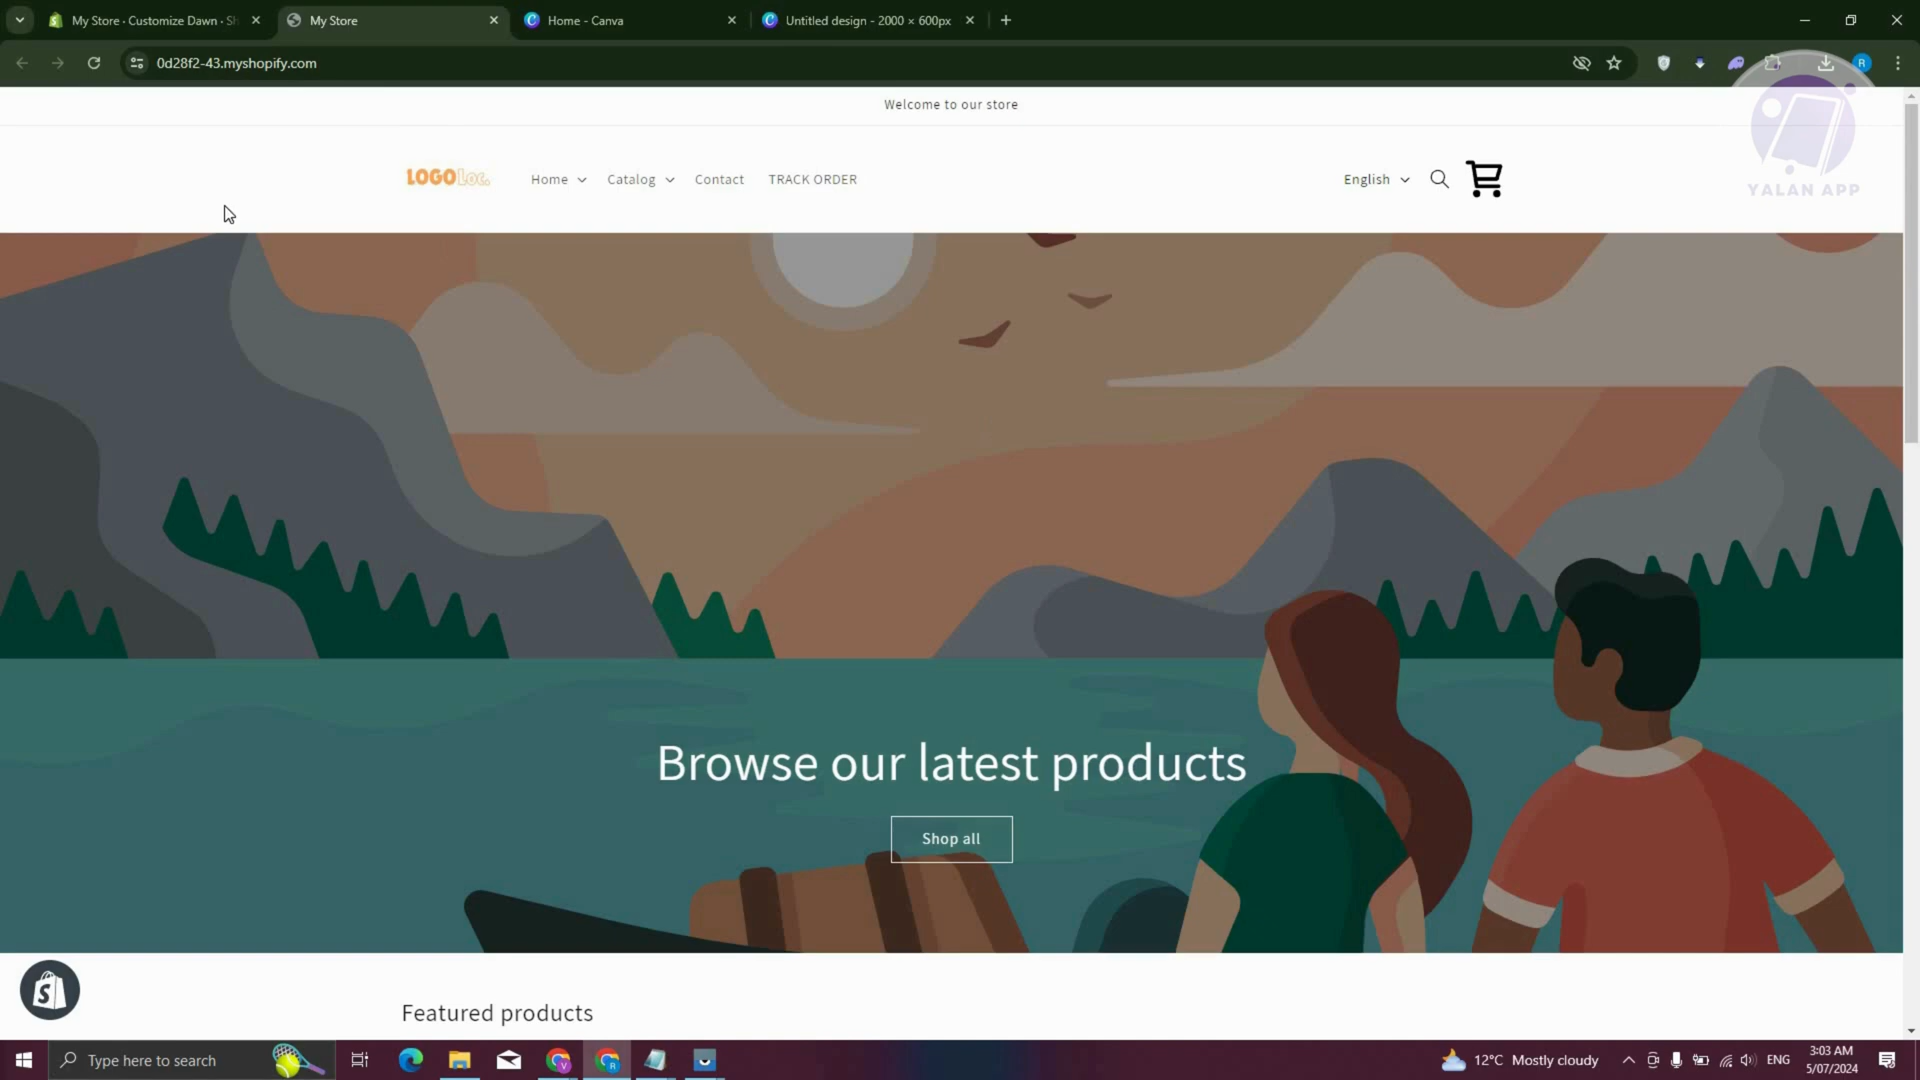 My Store · Customize Dawn · Sh
My Store
Home - Canva
Untitled design - 2000 × 600px
0d28f2-43.myshopify.com
R
Welcome to our store
YALAN APP
LOGO Loc.
Home
Catalog
Contact
TRACK ORDER
English
Browse our latest products
Shop all
Featured products
Type here to search
12°C Mostly cloudy
ENG
3:03 AM
5/07/2024